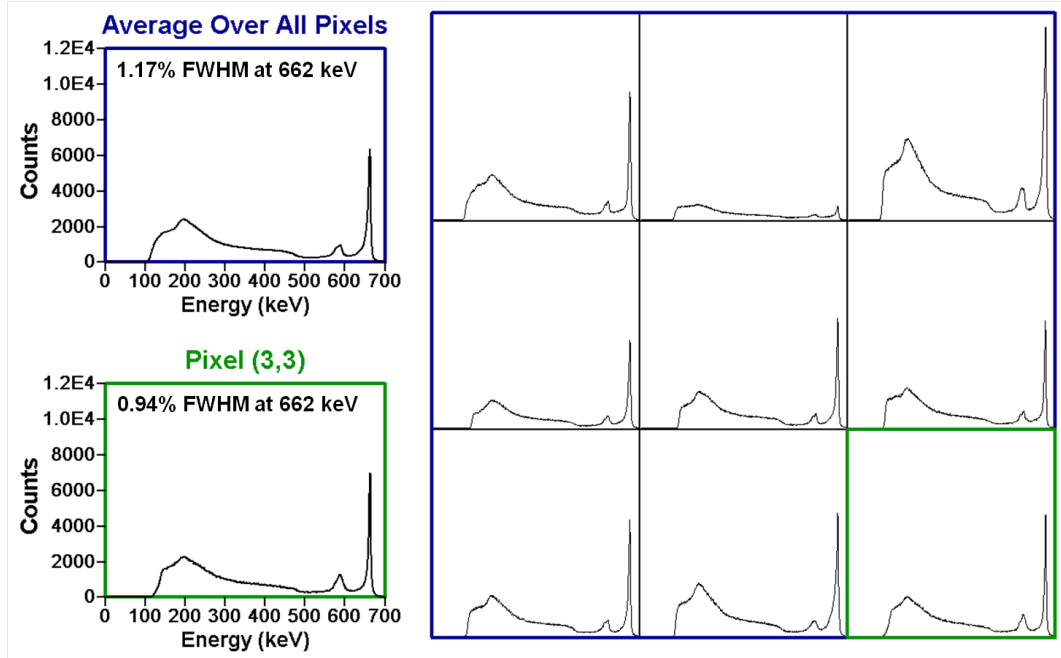 Average Over All Pixels
1.2E4
1.17% FWHM at 662 keV
1.0E4
8000
6000
4000
2000
0
Counts
0 100 200 300 400 500 600 700
Energy (keV)
Pixel (3,3)
1.2E4
0.94% FWHM at 662 keV
1.0E4
8000
6000
4000
2000
0
Counts
0 100 200 300 400 500 600 700
Energy (keV)